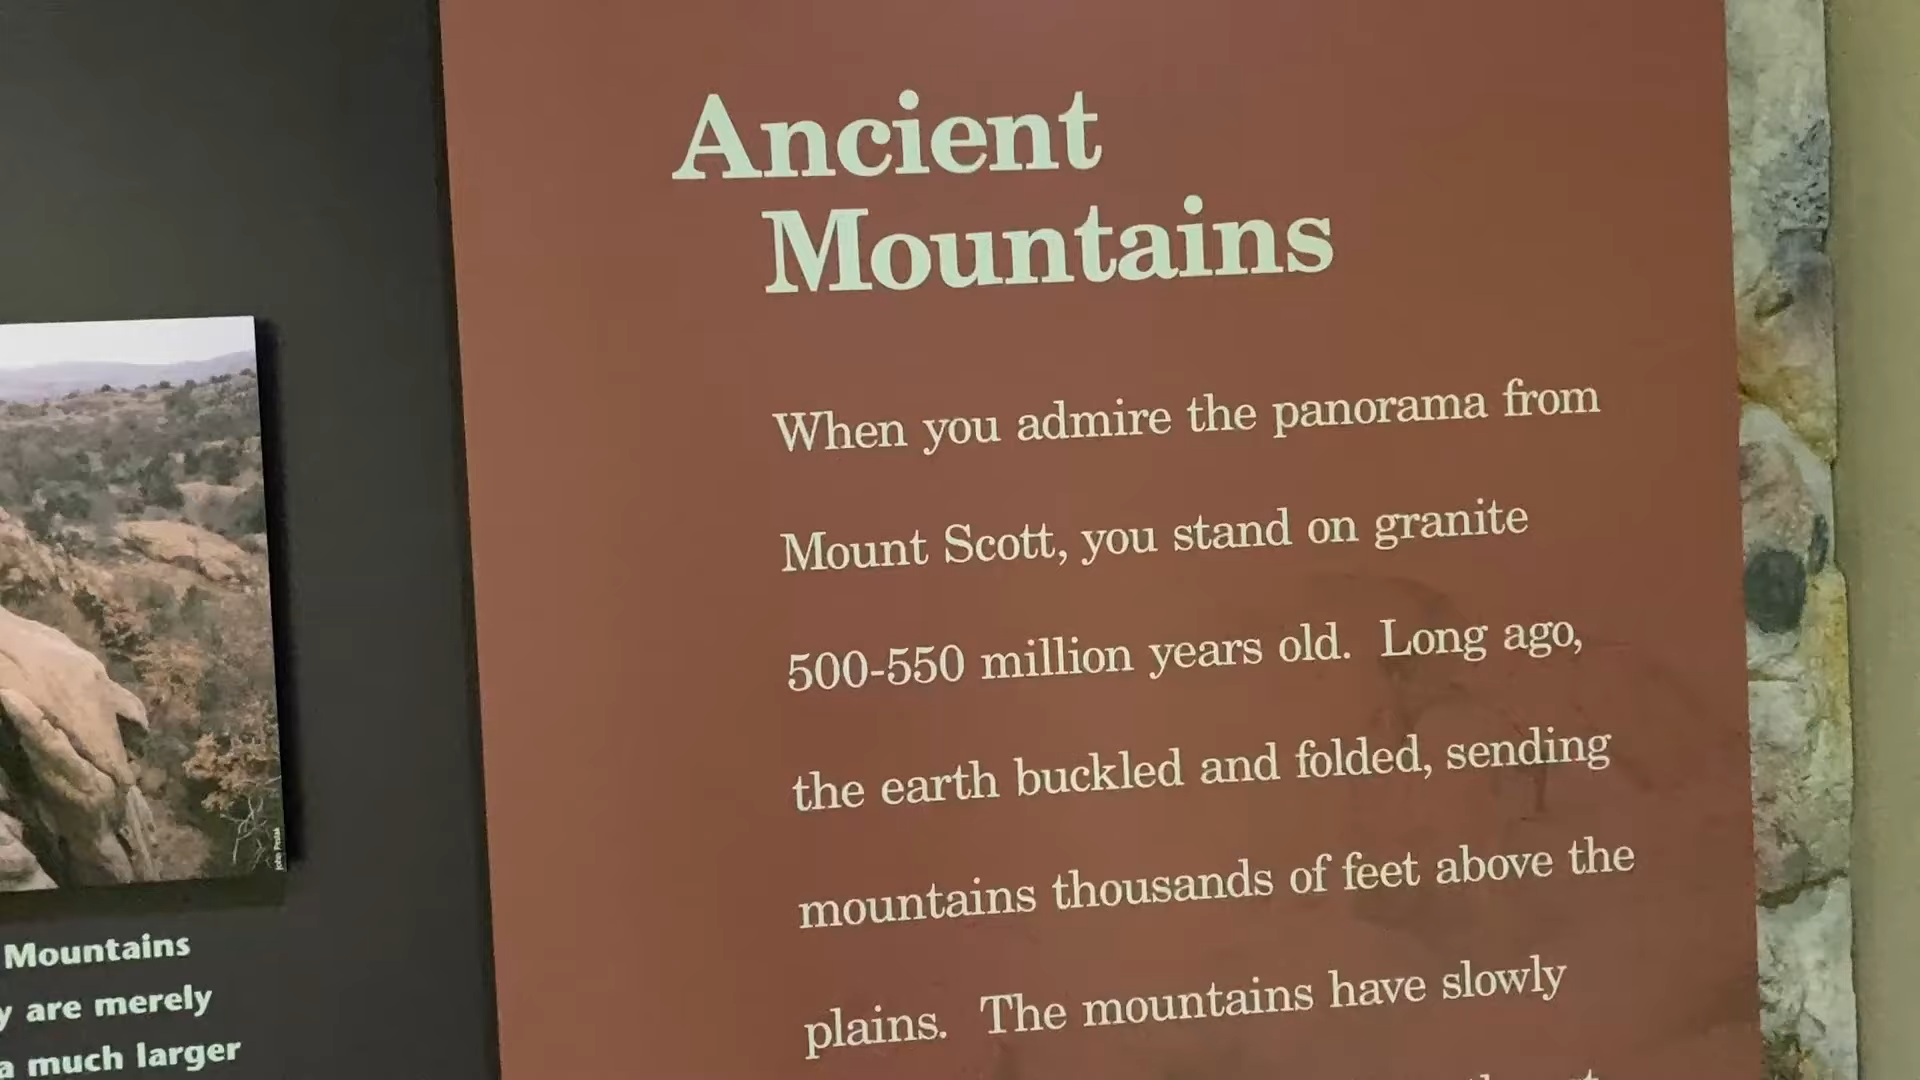 Ancient
Mountains
When you admire the panorama from
Mount Scott, you stand on granite
500-550 million years old. Long ago,
the earth buckled and folded, sending
mountains thousands of feet above the
plains. The mountains have slowly
Mountains
are merely
a much larger